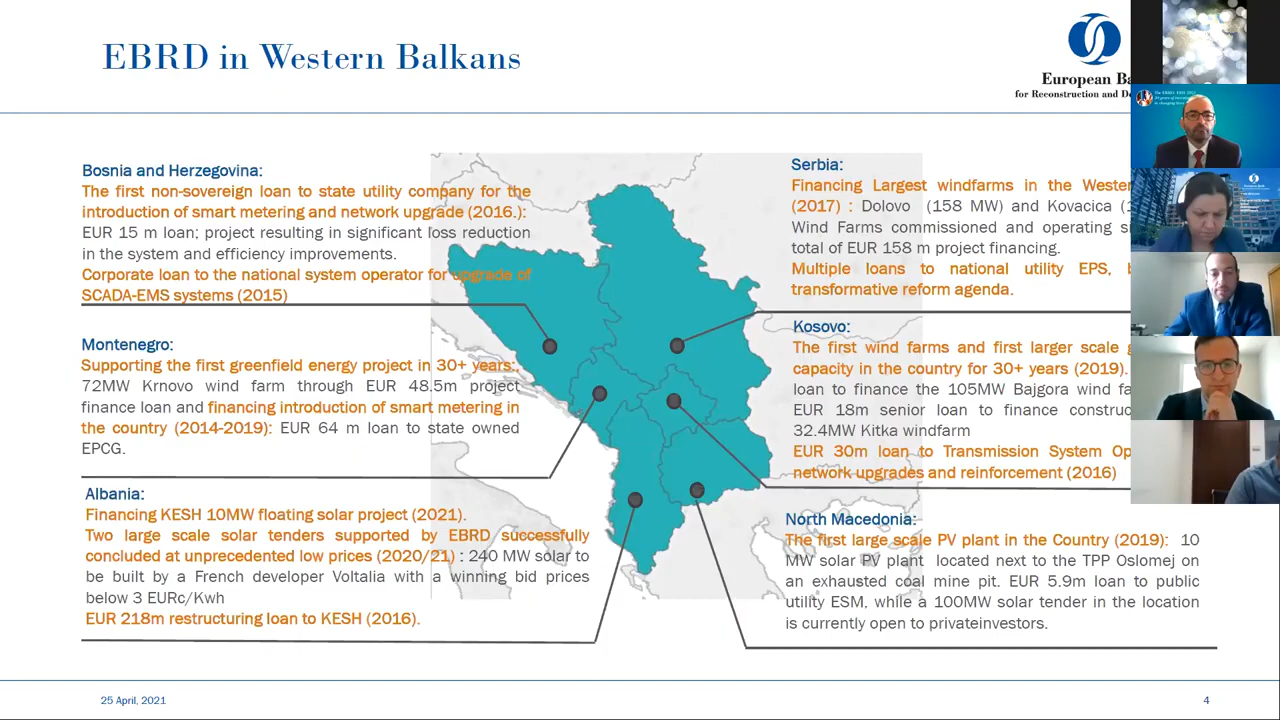 EBRD in Western Balkans
European Ba
for Reconstruction and De
Bosnia and Herzegovina:
The first non-sovereign loan to state utility company for the
introduction of smart metering and network upgrade (2016.):
EUR 15 m loan; project resulting in significant loss reduction
in the system and efficiency improvements.
Corporate loan to the national system operator for upgrade of
SCADA-EMS systems (2015)
Montenegro:
Supporting the first greenfield energy project in 30+ years:,
72MW Krnovo wind farm through EUR 48.5m project
finance loan and financing introduction of smart metering in
the country (2014-2019): EUR 64 m loan to state owned
EPCG.
Albania:
Financing KESH 10MW floating solar project (2021).
Two large scale solar tenders supported by EBRD successfully
concluded at unprecedented low prices (2020/21) : 240 MW solar to
be built by a French developer Voltalia with a winning bid prices
below 3 EURc/Kwh
EUR 218m restructuring loan to KESH (2016).
Serbia:
Financing Largest windfarms in the Wester
(2017) : Dolovo (158 MW) and Kovacica (1
Wind Farms commissioned and operating si
total of EUR 158 m project financing.
Multiple loans to national utility EPS, b
transformative reform agenda.
Kosovo:
The first wind farms and first larger scale g
capacity in the country for 30+ years (2019).
loan to finance the 105MW Bajgora wind fa
EUR 18m senior loan to finance construc
32.4MW Kitka windfarm
EUR 30m loan to Transmission System Op
network upgrades and reinforcement (2016)
North Macedonia:
The first large scale PV plant in the Country (2019): 10
MW solar PV plant located next to the TPP Oslomej on
an exhausted coal mine pit. EUR 5.9m loan to public
utility ESM, while a 100MW solar tender in the location
is currently open to privateinvestors.
25 April, 2021
4